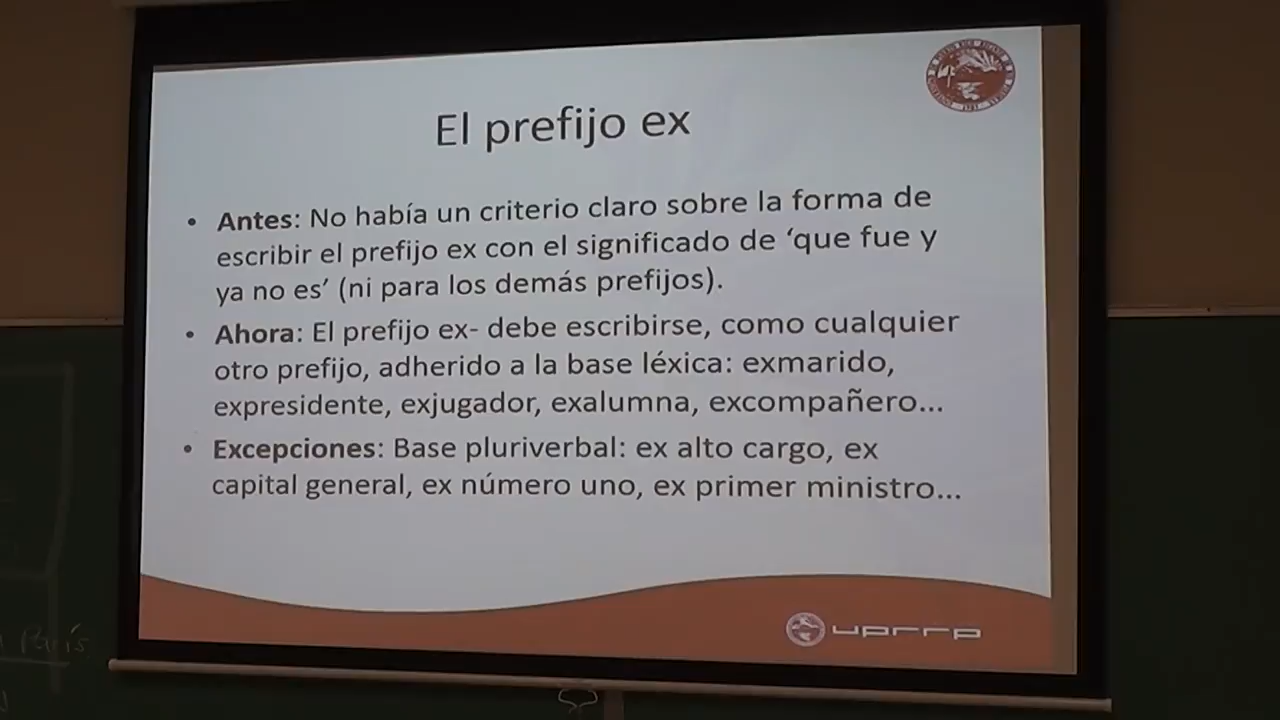 El prefijo ex
• Antes: No había un criterio claro sobre la forma de
escribir el prefijo ex con el significado de ‘que fue y
ya no es’ (ni para los demás prefijos).
• Ahora: El prefijo ex- debe escribirse, como cualquier
otro prefijo, adherido a la base léxica: exmarido,
expresidente, exjugador, exalumna, excompañero...
• Excepciones: Base pluriverbal: ex alto cargo, ex
capital general, ex número uno, ex primer ministro...
uprrp
París